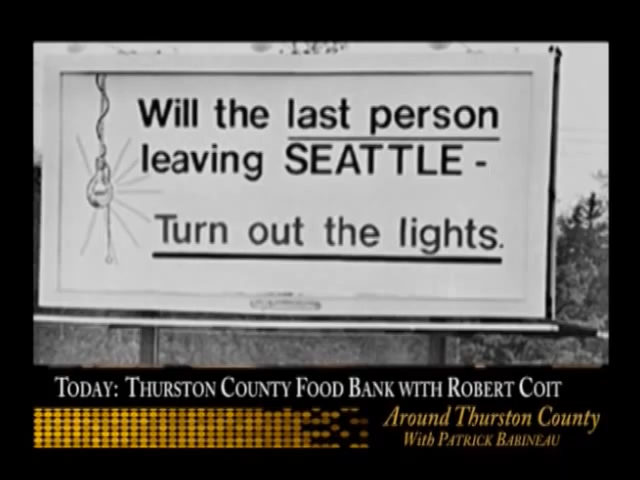 Will the last person
leaving SEATTLE -
Turn out the lights.
TODAY: THURSTON COUNTY FOOD BANK WITH ROBERT COIT
Around Thurston County
With PATRICK BABINEAU